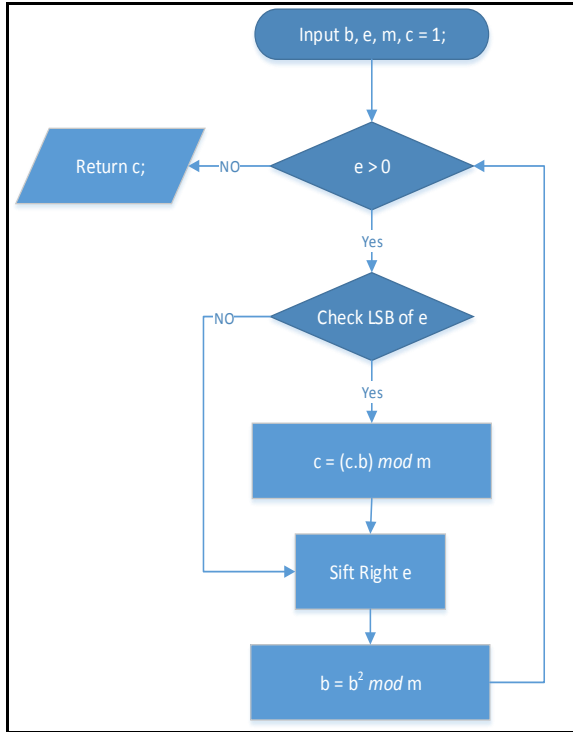 Input b, e, m, c = 1;
Return c;
NO
e > 0
Yes
NO
Check LSB of e
Yes
c = (c.b) mod m
Sift Right e
b = b² mod m